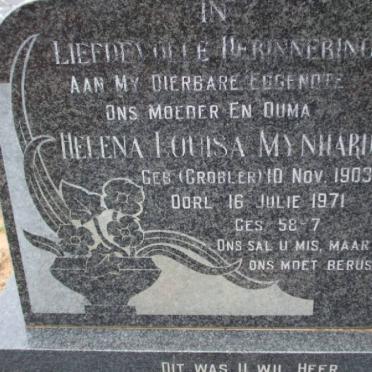 IN
LIEFDEVOLLE HERINNERING
AAN MY DIERBARE EGGENOTE
ONS MOEDER EN OUMA
HELENA LOUISA MYNHARD
GEB (GROBLER) 10 NOV. 1903
OORL 16 JULIE 1971
GES. 58-7
ONS SAL U MIS, MAAR
ONS MOET BERUS
DIT WAS U WIL HEER